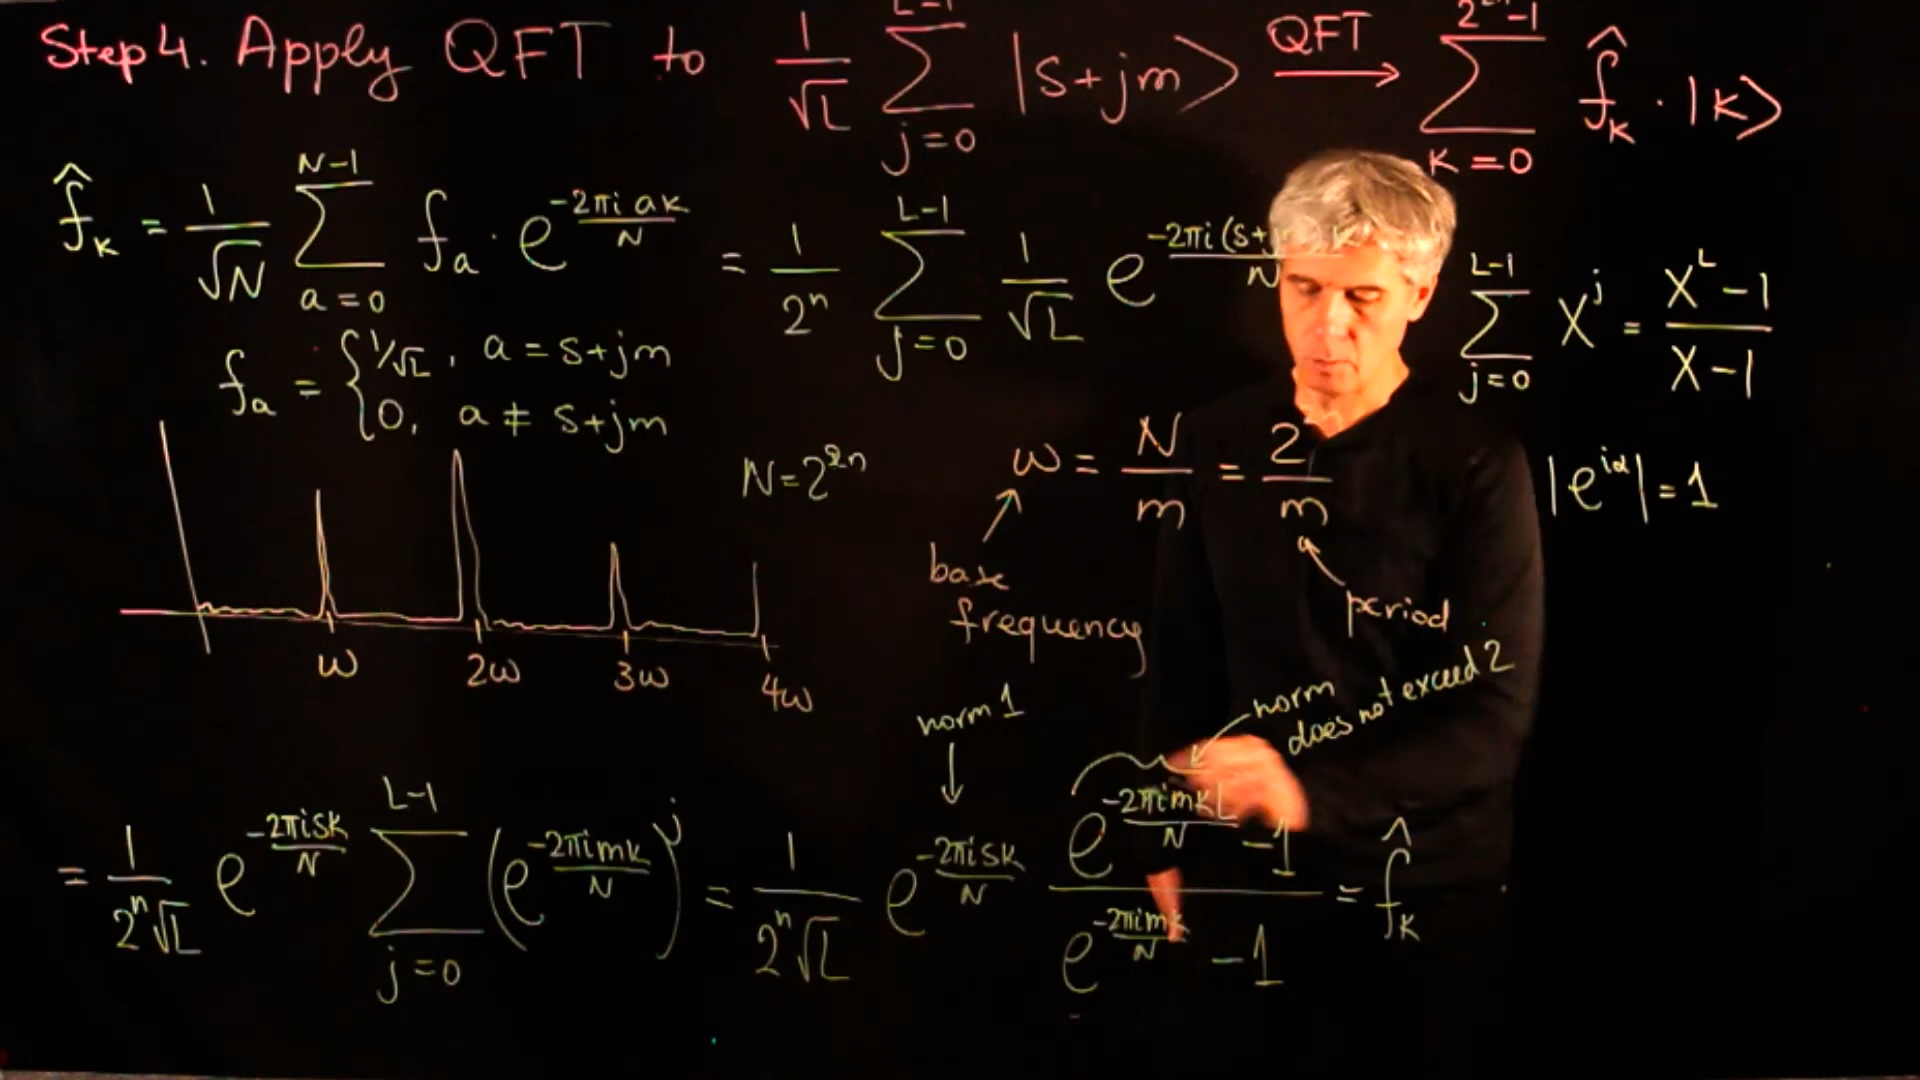 Step 4. Apply QFT to 1/√L ∑_{j=0}^{L-1} |s+jm⟩ QFT→ ∑_{k=0}^{2^{2n}-1} f̂_k · |k⟩
f̂_k = 1/√N ∑_{a=0}^{N-1} f_a · e^{-2πi ak/N} = 1/2^n ∑_{j=0}^{L-1} 1/√L e^{-2πi(s+j k/N}
∑_{j=0}^{L-1} X^j = (X^L-1)/(X-1)
f_a = { 1/√L, a = s+jm
0, a ≠ s+jm
N=2^{2n}
ω = N/m = 2/m
|e^{iα}| = 1
base
frequency
period
ω 2ω 3ω 4ω
norm 1
norm
does not exceed 2
= 1/(2^n√L) e^{-2πisk/N} ∑_{j=0}^{L-1} (e^{-2πimk/N})^j = 1/(2^n√L) e^{-2πisk/N} (e^{-2πimkL/N} -1)/(e^{-2πimk/N} -1) = f̂_k